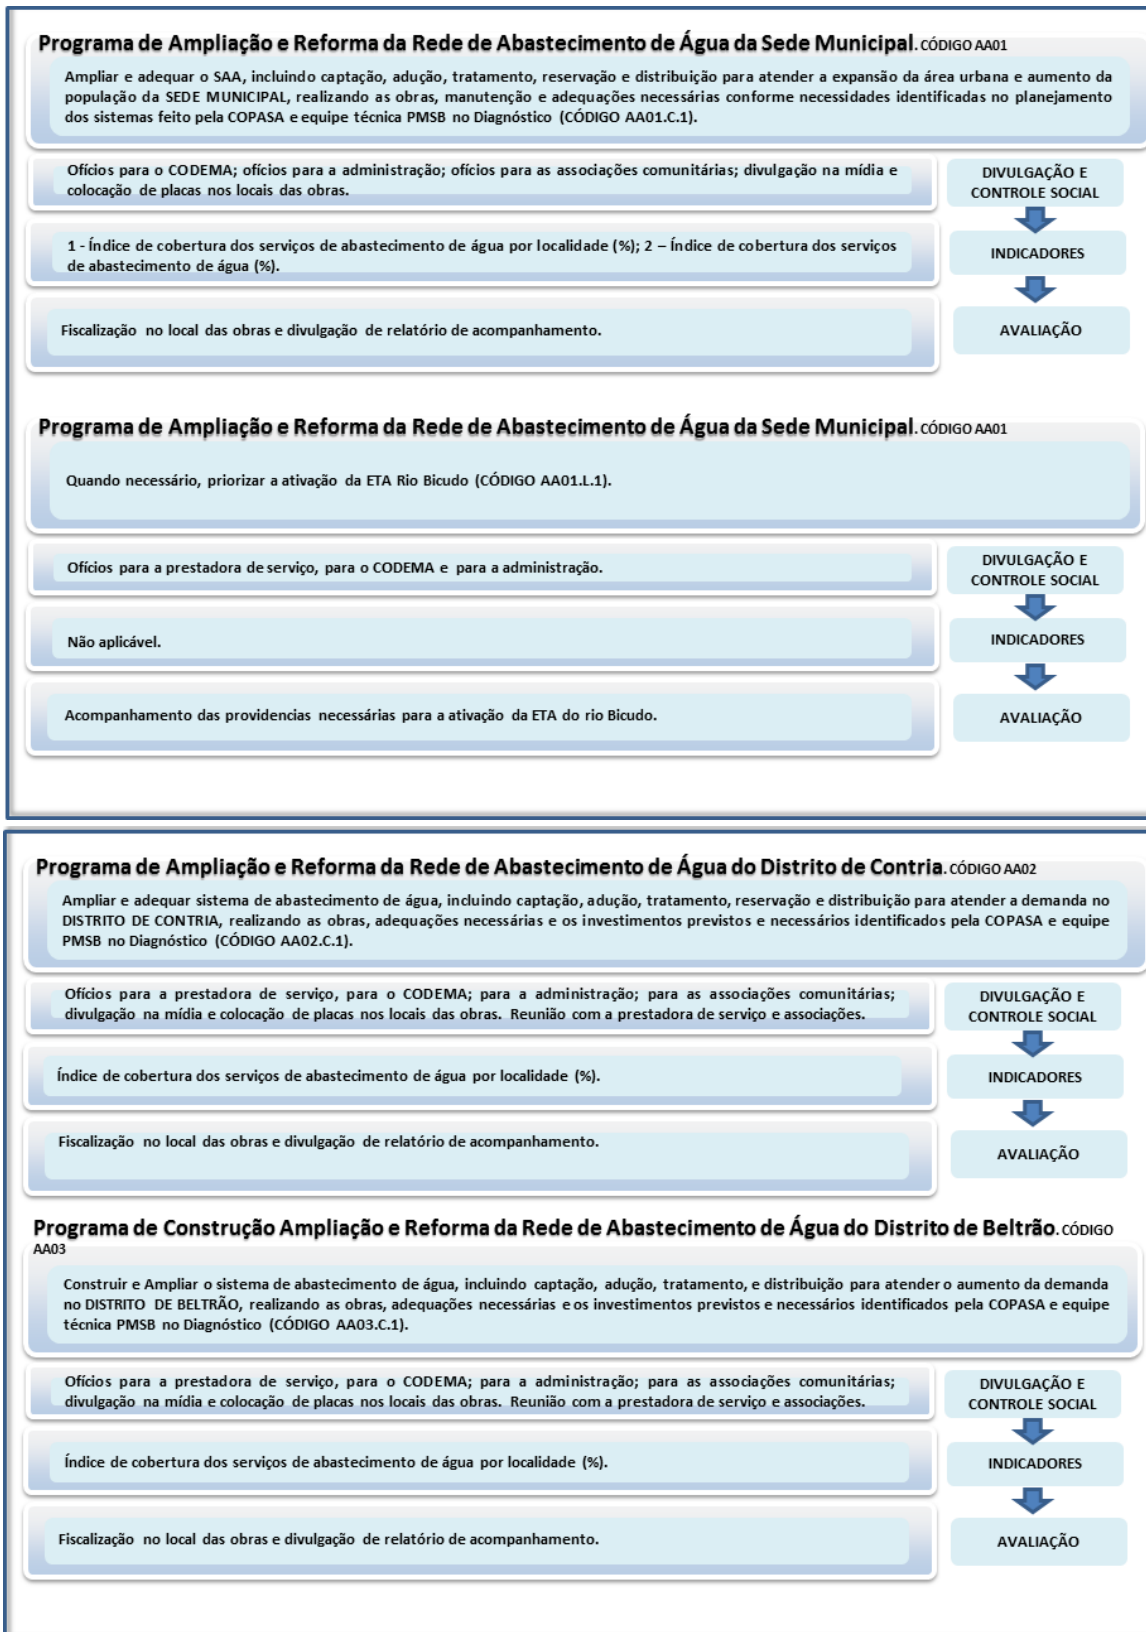 Programa de Ampliação e Reforma da Rede de Abastecimento de Água da Sede Municipal. CÓDIGO AA01
Ampliar e adequar o SAA, incluindo captação, adução, tratamento, reservação e distribuição para atender a expansão da área urbana e aumento da
população da SEDE MUNICIPAL, realizando as obras, manutenção e adequações necessárias conforme necessidades identificadas no planejamento
dos sistemas feito pela COPASA e equipe técnica PMSB no Diagnóstico (CÓDIGO AA01.C.1).
Ofícios para o CODEMA; ofícios para a administração; ofícios para as associações comunitárias; divulgação na mídia e
colocação de placas nos locais das obras.
DIVULGAÇÃO E
CONTROLE SOCIAL
1 - Índice de cobertura dos serviços de abastecimento de água por localidade (%); 2 – Índice de cobertura dos serviços
de abastecimento de água (%).
INDICADORES
Fiscalização no local das obras e divulgação de relatório de acompanhamento.
AVALIAÇÃO
Programa de Ampliação e Reforma da Rede de Abastecimento de Água da Sede Municipal. CÓDIGO AA01
Quando necessário, priorizar a ativação da ETA Rio Bicudo (CÓDIGO AA01.L.1).
Ofícios para a prestadora de serviço, para o CODEMA e para a administração.
DIVULGAÇÃO E
CONTROLE SOCIAL
Não aplicável.
INDICADORES
Acompanhamento das providencias necessárias para a ativação da ETA do rio Bicudo.
AVALIAÇÃO
Programa de Ampliação e Reforma da Rede de Abastecimento de Água do Distrito de Contria. CÓDIGO AA02
Ampliar e adequar sistema de abastecimento de água, incluindo captação, adução, tratamento, reservação e distribuição para atender a demanda no
DISTRITO DE CONTRIA, realizando as obras, adequações necessárias e os investimentos previstos e necessários identificados pela COPASA e equipe
PMSB no Diagnóstico (CÓDIGO AA02.C.1).
Ofícios para a prestadora de serviço, para o CODEMA; para a administração; para as associações comunitárias;
divulgação na mídia e colocação de placas nos locais das obras. Reunião com a prestadora de serviço e associações.
DIVULGAÇÃO E
CONTROLE SOCIAL
Índice de cobertura dos serviços de abastecimento de água por localidade (%).
INDICADORES
Fiscalização no local das obras e divulgação de relatório de acompanhamento.
AVALIAÇÃO
Programa de Construção Ampliação e Reforma da Rede de Abastecimento de Água do Distrito de Beltrão. CÓDIGO
AA03
Construir e Ampliar o sistema de abastecimento de água, incluindo captação, adução, tratamento, e distribuição para atender o aumento da demanda
no DISTRITO DE BELTRÃO, realizando as obras, adequações necessárias e os investimentos previstos e necessários identificados pela COPASA e equipe
técnica PMSB no Diagnóstico (CÓDIGO AA03.C.1).
Ofícios para a prestadora de serviço, para o CODEMA; para a administração; para as associações comunitárias;
divulgação na mídia e colocação de placas nos locais das obras. Reunião com a prestadora de serviço e associações.
DIVULGAÇÃO E
CONTROLE SOCIAL
Índice de cobertura dos serviços de abastecimento de água por localidade (%).
INDICADORES
Fiscalização no local das obras e divulgação de relatório de acompanhamento.
AVALIAÇÃO